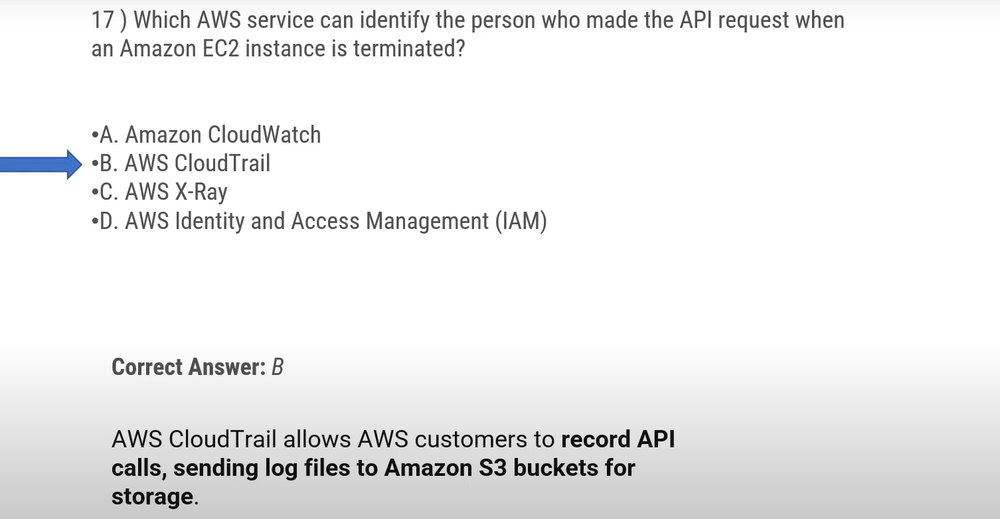 17 ) Which AWS service can identify the person who made the API request when
an Amazon EC2 instance is terminated?
•A. Amazon CloudWatch
•B. AWS CloudTrail
•C. AWS X-Ray
•D. AWS Identity and Access Management (IAM)
Correct Answer: B
AWS CloudTrail allows AWS customers to record API
calls, sending log files to Amazon S3 buckets for
storage.